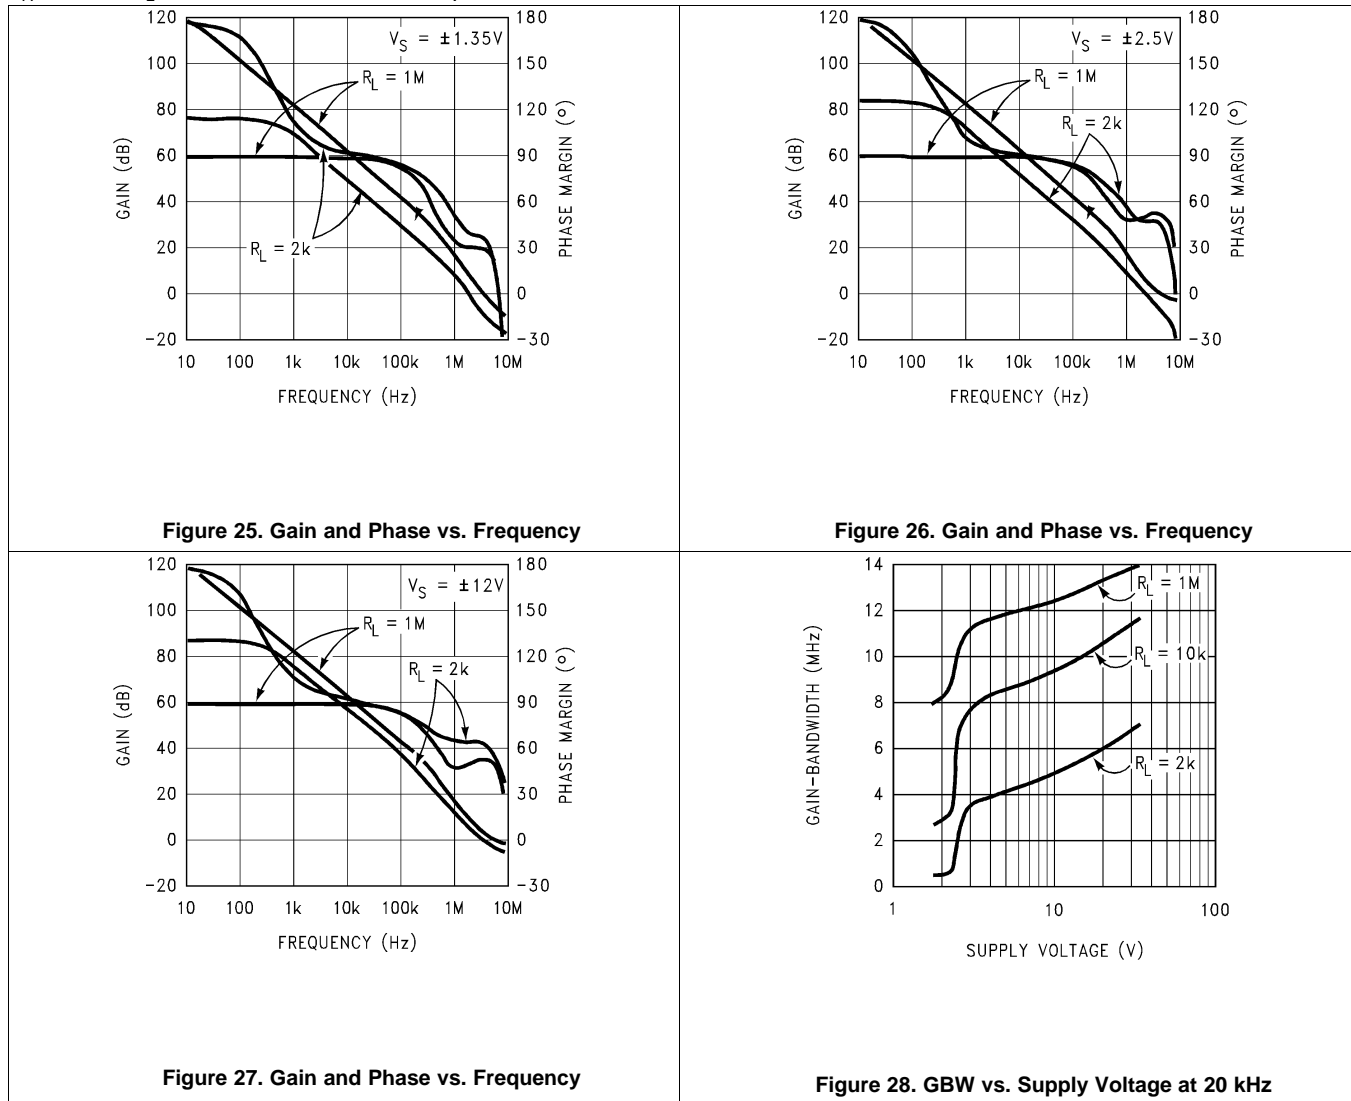 120
100
80
60
40
20
0
−20
GAIN (dB)
V_S = ±1.35V
R_L = 1M
R_L = 2k
180
150
120
90
60
30
0
−30
PHASE MARGIN (°)
10 100 1k 10k 100k 1M 10M
FREQUENCY (Hz)
Figure 25. Gain and Phase vs. Frequency
120
100
80
60
40
20
0
−20
GAIN (dB)
V_S = ±2.5V
R_L = 1M
R_L = 2k
180
150
120
90
60
30
0
−30
PHASE MARGIN (°)
10 100 1k 10k 100k 1M 10M
FREQUENCY (Hz)
Figure 26. Gain and Phase vs. Frequency
120
100
80
60
40
20
0
−20
GAIN (dB)
V_S = ±12V
R_L = 1M
R_L = 2k
180
150
120
90
60
30
0
−30
PHASE MARGIN (°)
10 100 1k 10k 100k 1M 10M
FREQUENCY (Hz)
Figure 27. Gain and Phase vs. Frequency
14
12
10
8
6
4
2
0
GAIN−BANDWIDTH (MHz)
R_L = 1M
R_L = 10k
R_L = 2k
1 10 100
SUPPLY VOLTAGE (V)
Figure 28. GBW vs. Supply Voltage at 20 kHz